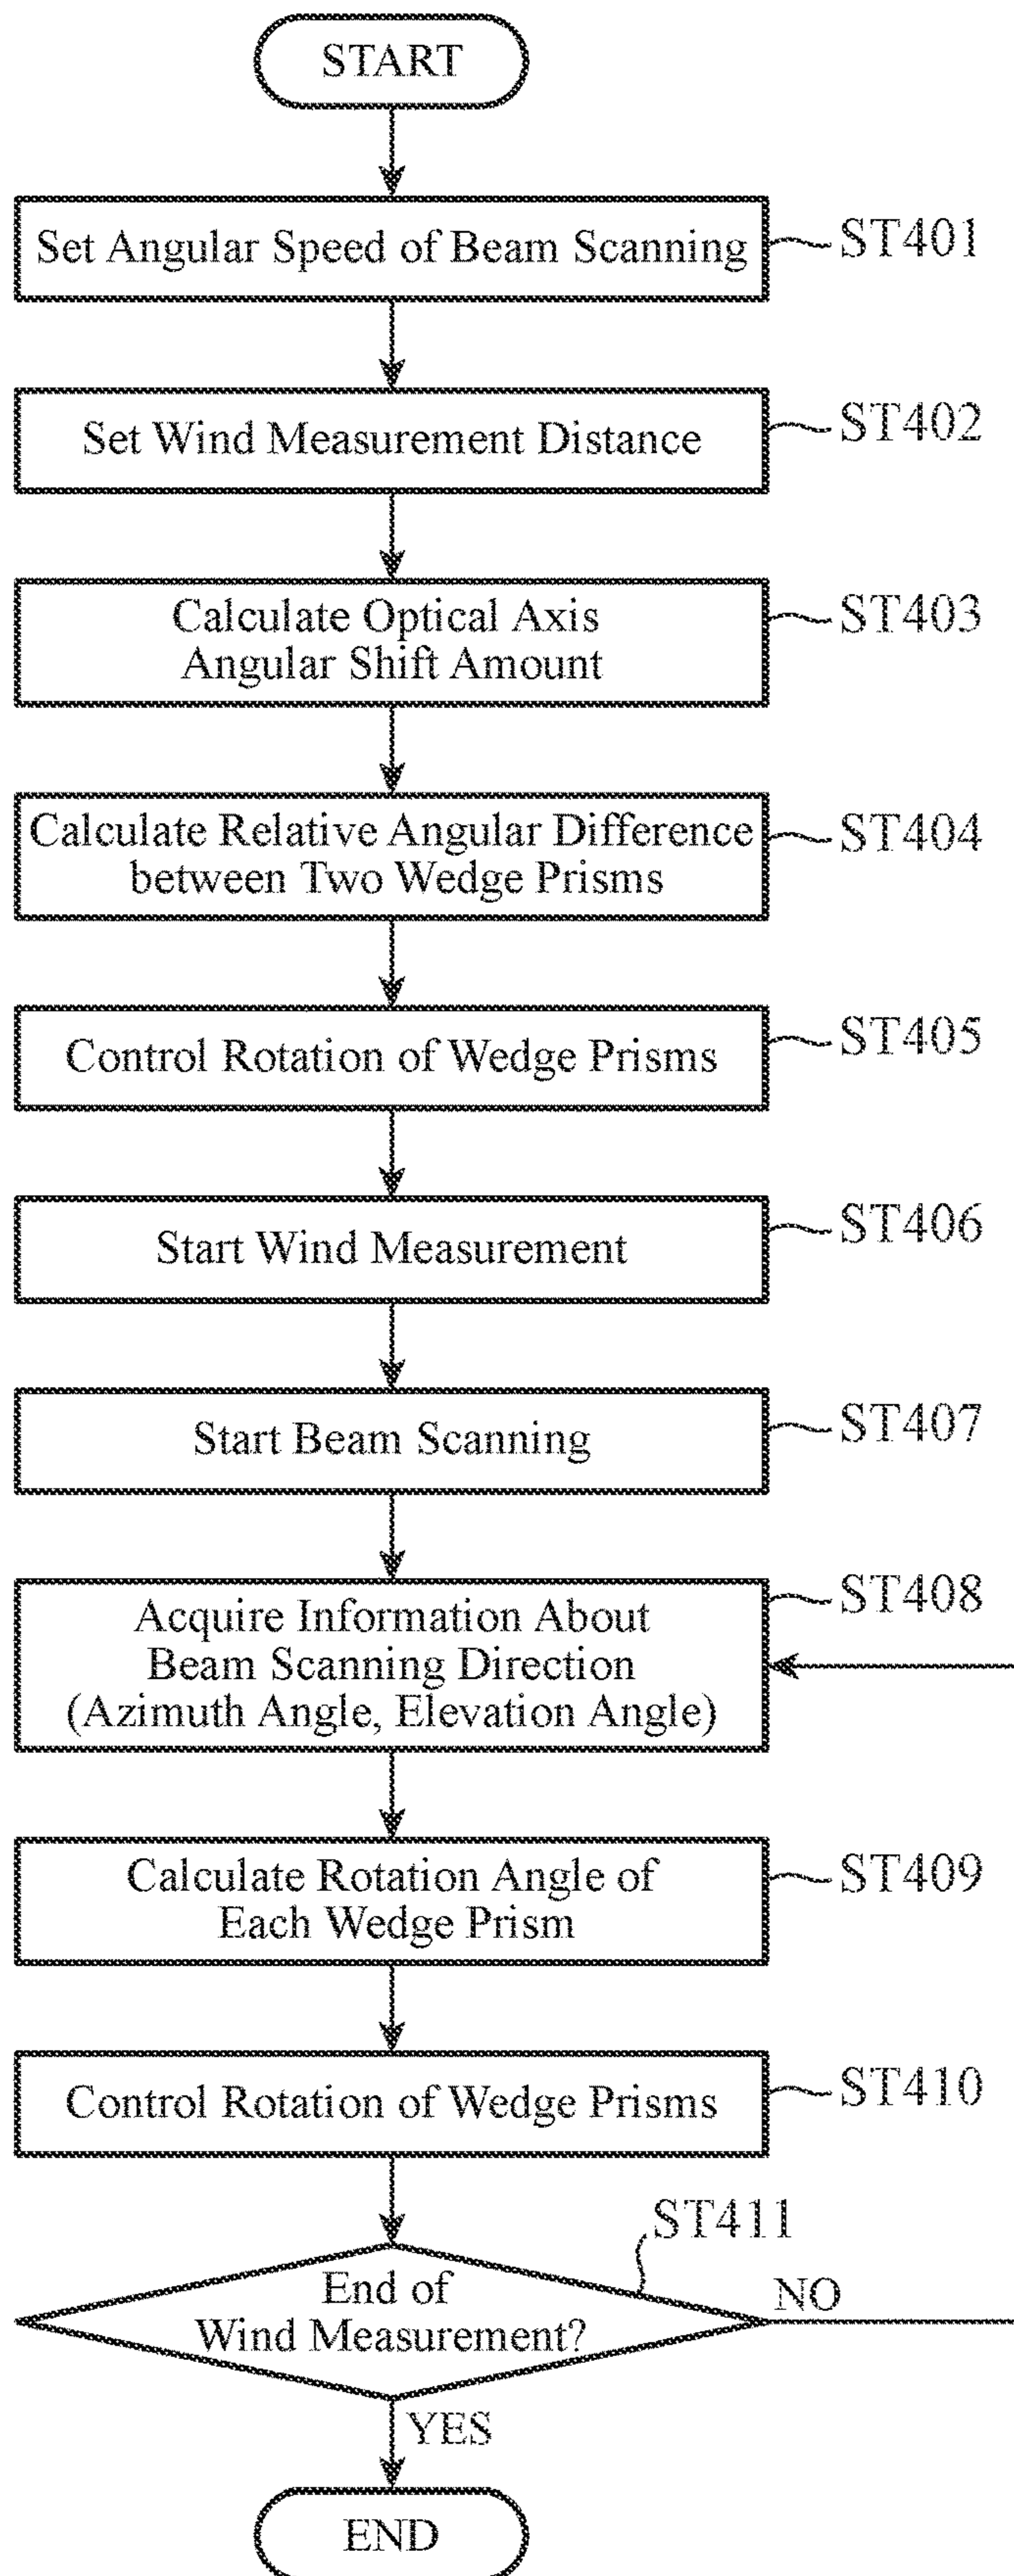 START
Set Angular Speed of Beam Scanning
ST401
Set Wind Measurement Distance
ST402
Calculate Optical Axis
Angular Shift Amount
ST403
Calculate Relative Angular Difference
between Two Wedge Prisms
ST404
Control Rotation of Wedge Prisms
ST405
Start Wind Measurement
ST406
Start Beam Scanning
ST407
Acquire Information About
Beam Scanning Direction
(Azimuth Angle, Elevation Angle)
ST408
Calculate Rotation Angle of
Each Wedge Prism
ST409
Control Rotation of Wedge Prisms
ST410
ST411
End of
Wind Measurement?
NO
YES
END